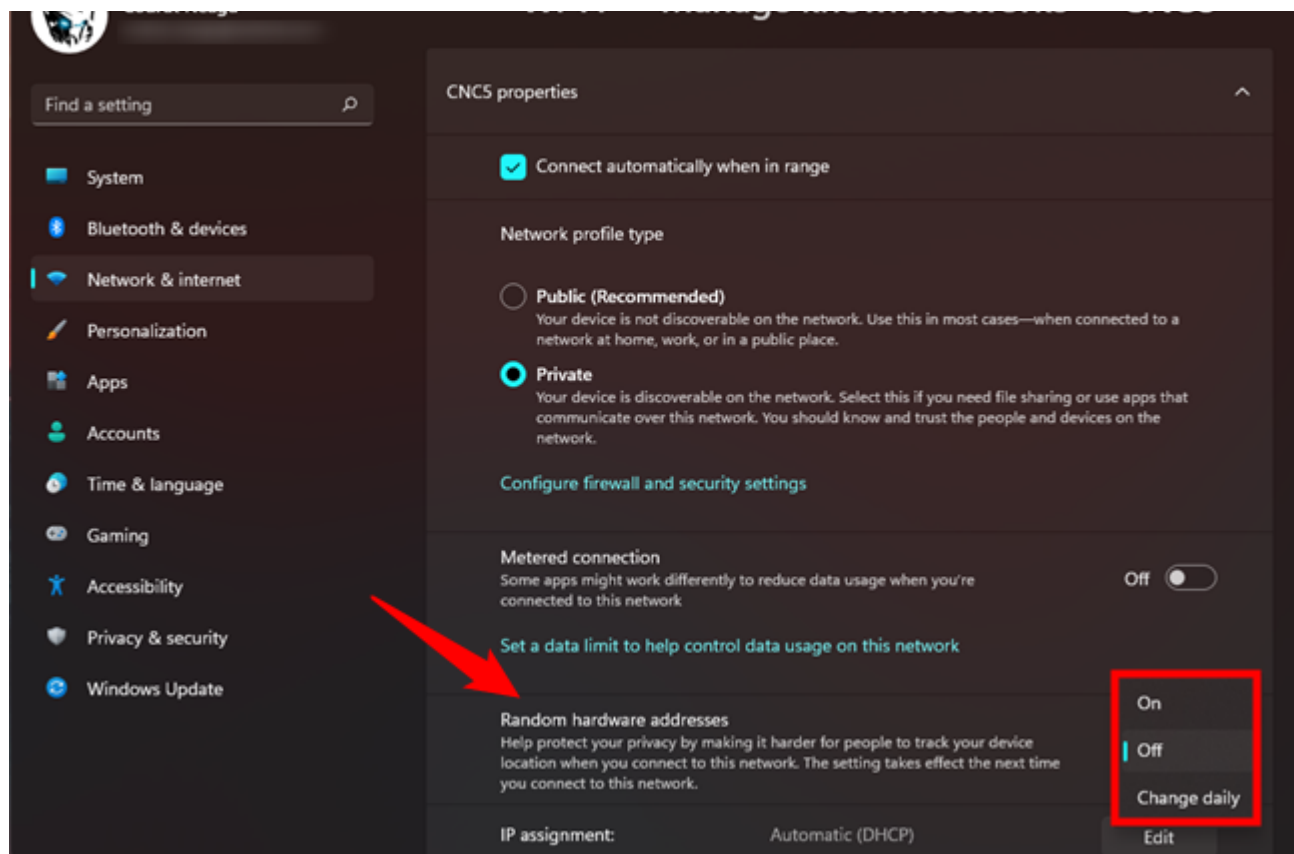 CNC5 properties
Find a setting
Connect automatically when in range
System
Bluetooth & devices
Network profile type
Network & internet
Public (Recommended)
Your device is not discoverable on the network. Use this in most cases—when connected to a
network at home, work, or in a public place.
Personalization
Private
Your device is discoverable on the network. Select this if you need file sharing or use apps that
communicate over this network. You should know and trust the people and devices on the
network.
Apps
Accounts
Time & language
Configure firewall and security settings
Gaming
Metered connection
Some apps might work differently to reduce data usage when you're
connected to this network
Off
Accessibility
Privacy & security
Set a data limit to help control data usage on this network
Windows Update
Random hardware addresses
Help protect your privacy by making it harder for people to track your device
location when you connect to this network. The setting takes effect the next time
you connect to this network.
On
Off
Change daily
IP assignment:
Automatic (DHCP)
Edit